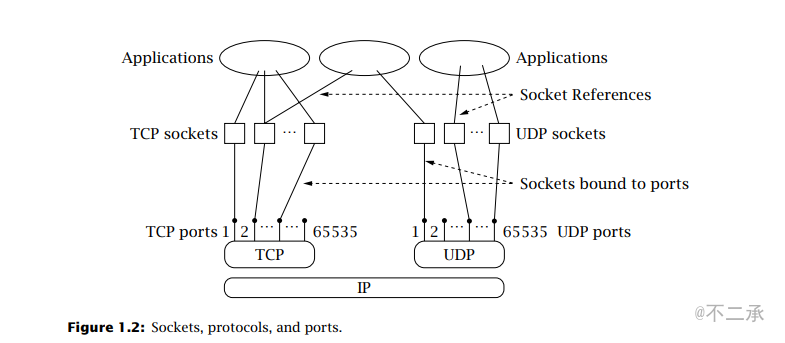 Applications Applications
Socket References
TCP sockets ... ... UDP sockets
Sockets bound to ports
TCP ports 1 2 ... ... 65535 1 2 ... ... 65535 UDP ports
TCP UDP
IP
Figure 1.2: Sockets, protocols, and ports.
@不二承